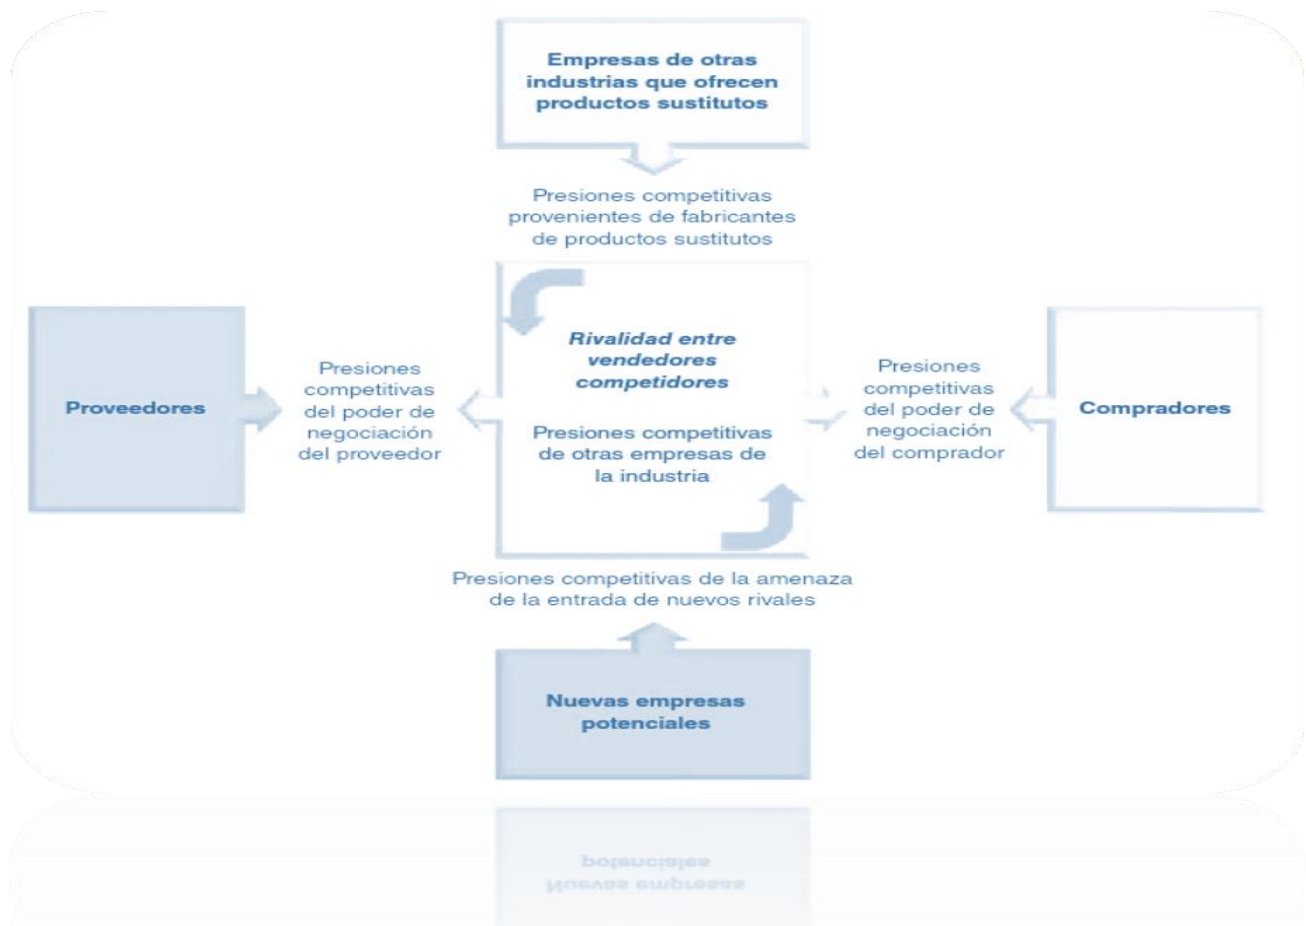 Empresas de otras
industrias que ofrecen
productos sustitutos
Presiones competitivas
provenientes de fabricantes
de productos sustitutos
Proveedores
Presiones
competitivas
del poder de
negociación
del proveedor
Rivalidad entre
vendedores
competidores
Presiones competitivas
de otras empresas de
la industria
Presiones
competitivas
del poder de
negociación
del comprador
Compradores
Presiones competitivas de la amenaza
de la entrada de nuevos rivales
Nuevas empresas
potenciales